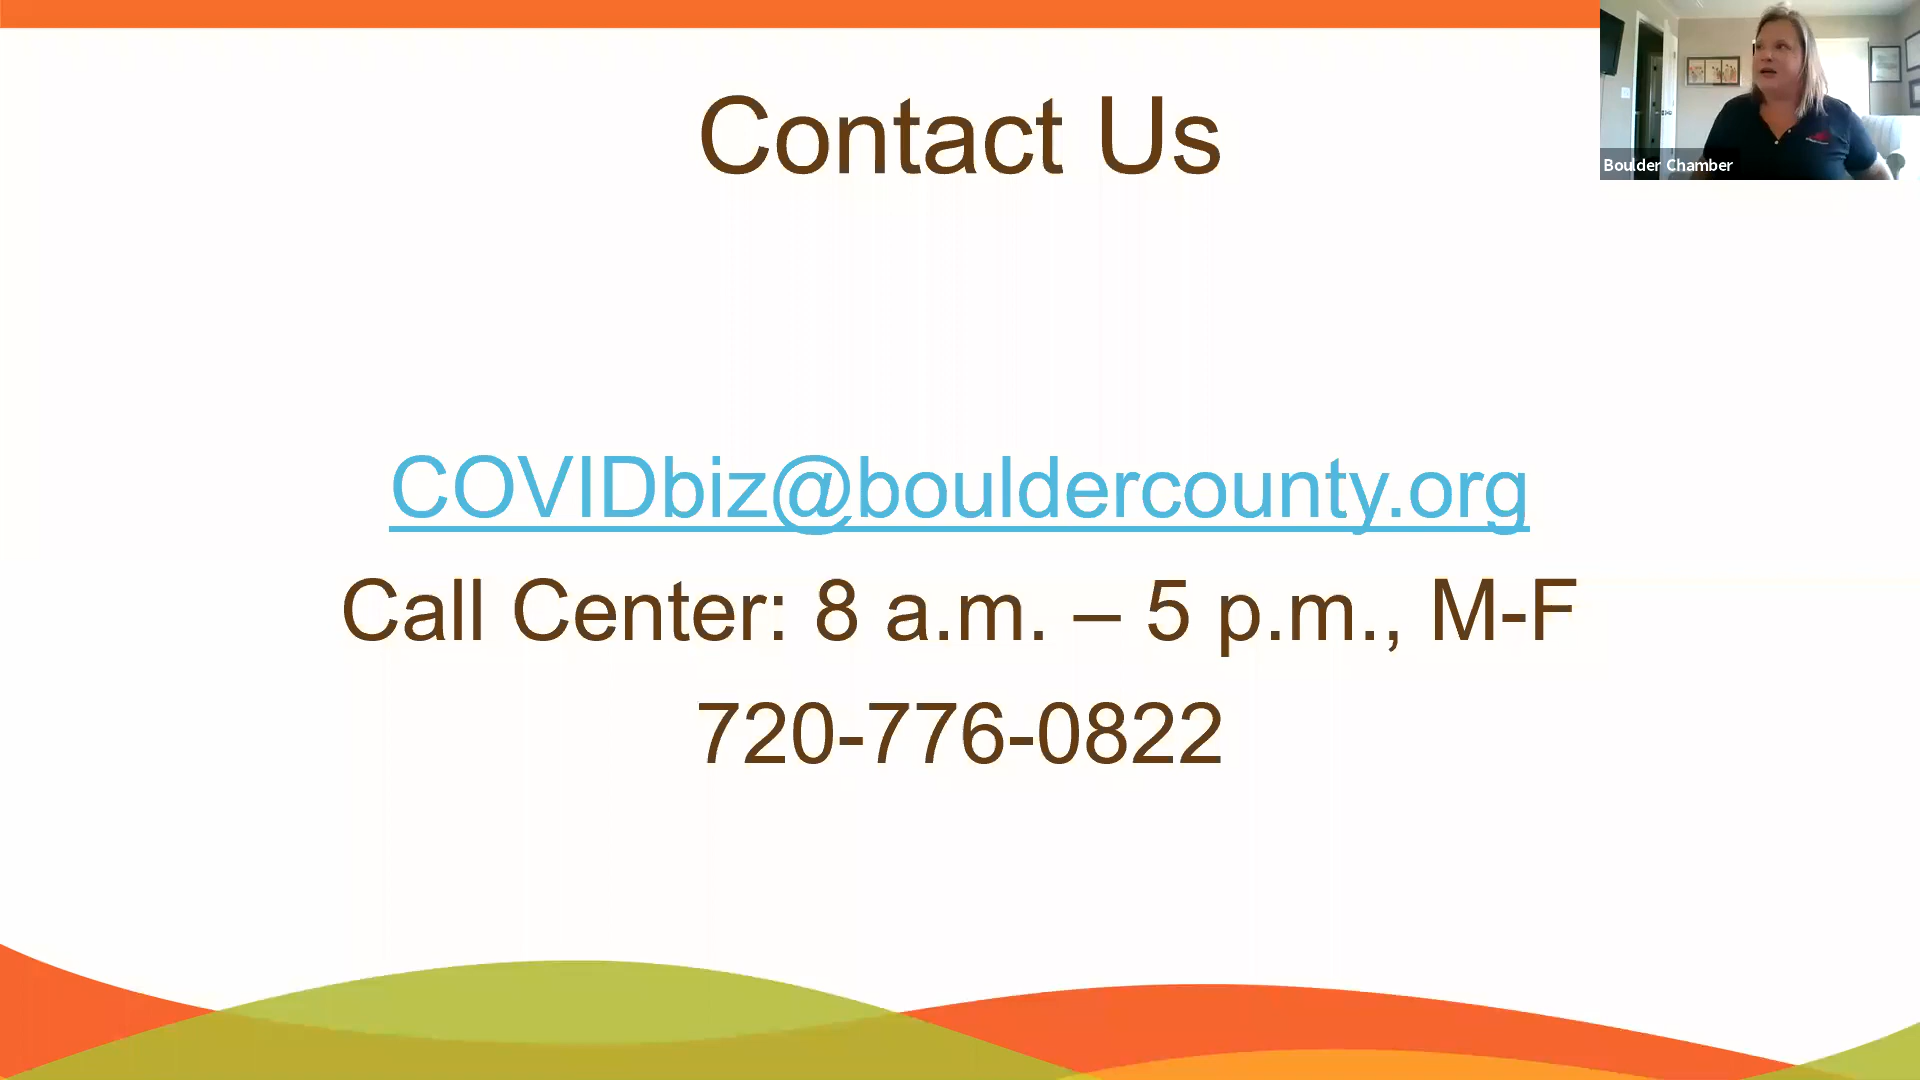 Contact Us
Boulder Chamber
COVIDbiz@bouldercounty.org
Call Center: 8 a.m. – 5 p.m., M-F
720-776-0822